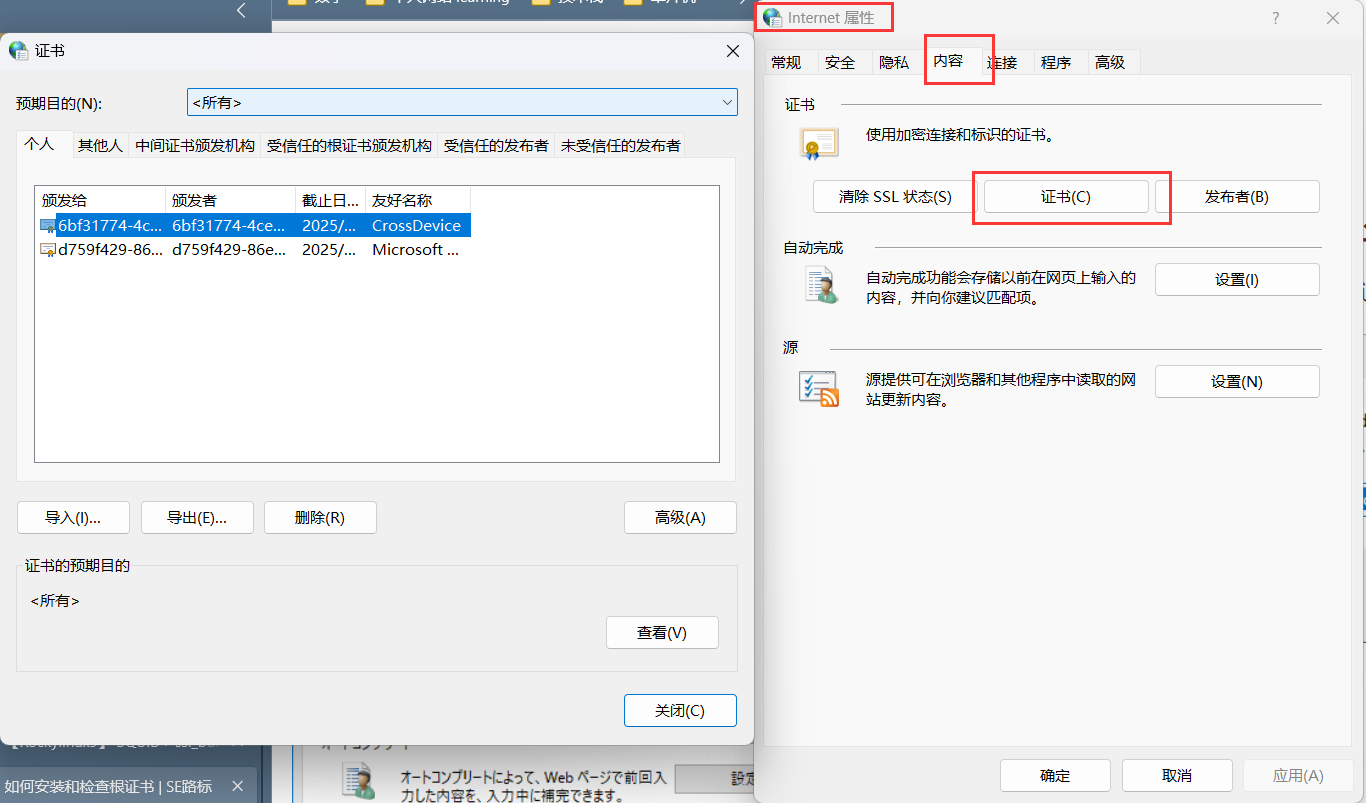 learning
证书
预期目的(N):
<所有>
个人
其他人
中间证书颁发机构
受信任的根证书颁发机构
受信任的发布者
未受信任的发布者
颁发给
颁发者
截止日...
友好名称
6bf31774-4c...
6bf31774-4ce...
2025/...
CrossDevice
d759f429-86...
d759f429-86e...
2025/...
Microsoft ...
导入(I)...
导出(E)...
删除(R)
高级(A)
证书的预期目的
<所有>
查看(V)
关闭(C)
如何安装和检查根证书 | SE路标
オートコンプリートによって、Web ページで前回入
力した内容を、入力中に補完できます。
設定
Internet 属性
常规
安全
隐私
内容
连接
程序
高级
证书
使用加密连接和标识的证书。
清除 SSL 状态(S)
证书(C)
发布者(B)
自动完成
自动完成功能会存储以前在网页上输入的
内容，并向你建议匹配项。
设置(I)
源
源提供可在浏览器和其他程序中读取的网
站更新内容。
设置(N)
确定
取消
应用(A)